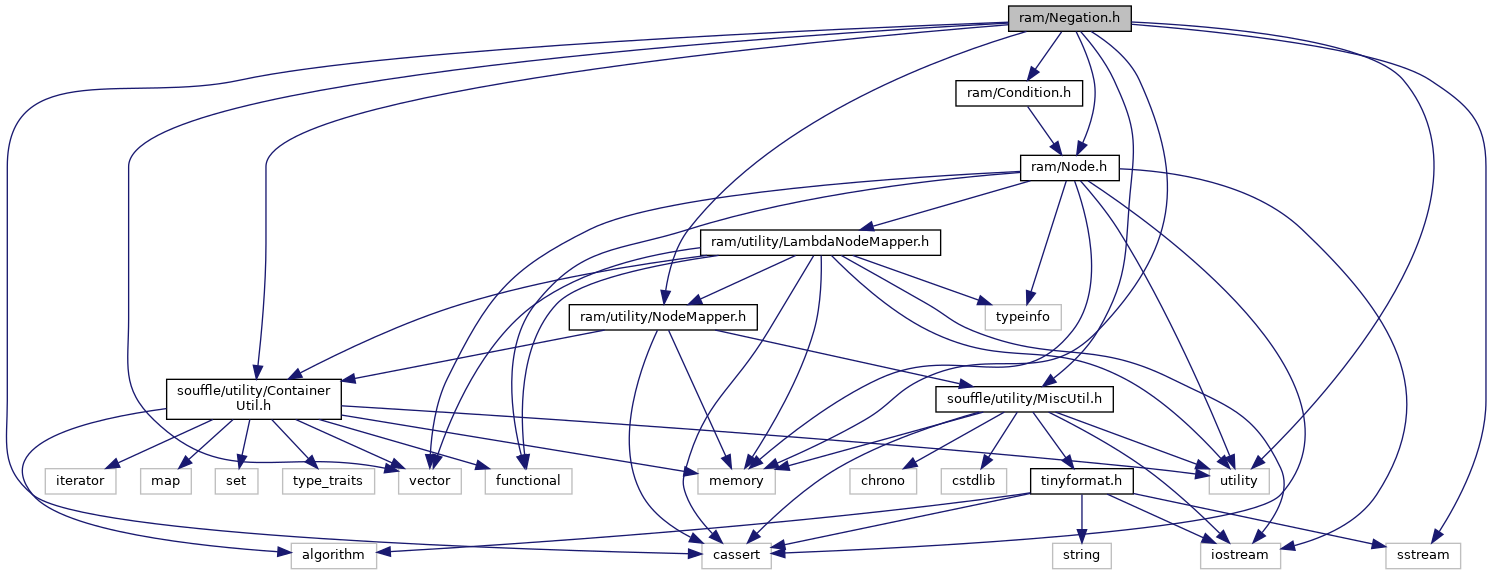 ram/Negation.h
ram/Condition.h
ram/Node.h
ram/utility/LambdaNodeMapper.h
ram/utility/NodeMapper.h
typeinfo
souffle/utility/Container
Util.h
souffle/utility/MiscUtil.h
iterator
map
set
type_traits
vector
functional
memory
chrono
cstdlib
tinyformat.h
utility
algorithm
cassert
string
iostream
sstream